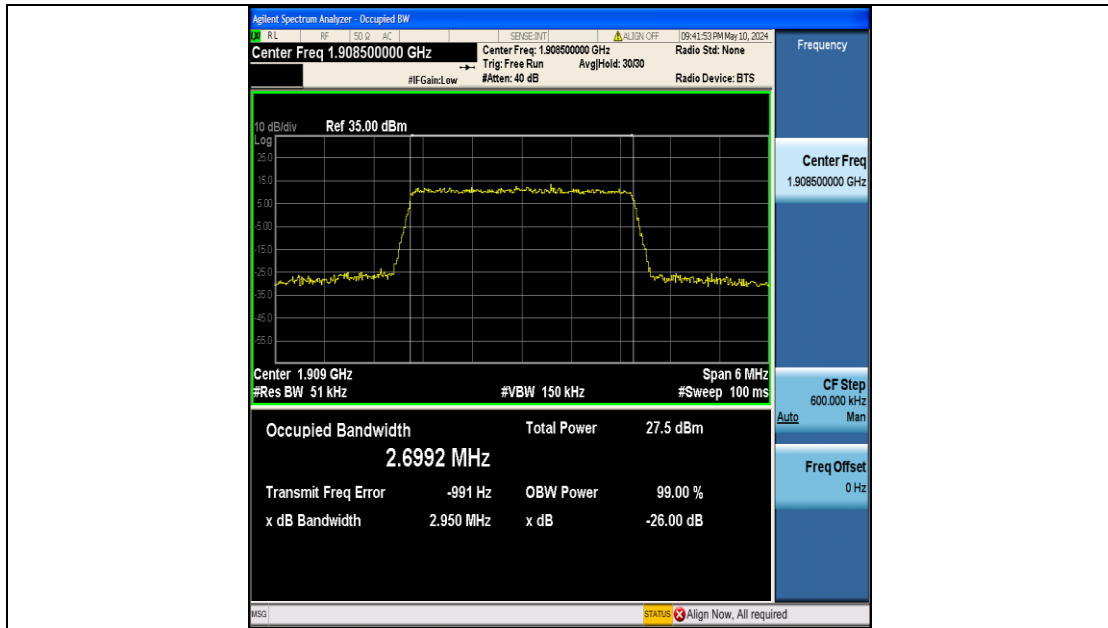 Agilent Spectrum Analyzer - Occupied BW
RL RF 50 Ω AC SENSE:INT ALIGN OFF 09:41:53 PM May 10, 2024
Center Freq 1.908500000 GHz
Center Freq: 1.908500000 GHz
Radio Std: None
Trig: Free Run Avg|Hold: 30/30
#IFGain:Low
#Atten: 40 dB
Radio Device: BTS
10 dB/div Ref 35.00 dBm
Log
25.0
15.0
5.00
-5.00
-15.0
-25.0
-35.0
-45.0
-55.0
Center 1.909 GHz
Span 6 MHz
#Res BW 51 kHz
#VBW 150 kHz
#Sweep 100 ms
Occupied Bandwidth
Total Power 27.5 dBm
2.6992 MHz
Transmit Freq Error -991 Hz
OBW Power 99.00 %
x dB Bandwidth 2.950 MHz
x dB -26.00 dB
MSG
STATUS Align Now, All required
Frequency
Center Freq
1.908500000 GHz
CF Step
600.000 kHz
Auto Man
Freq Offset
0 Hz